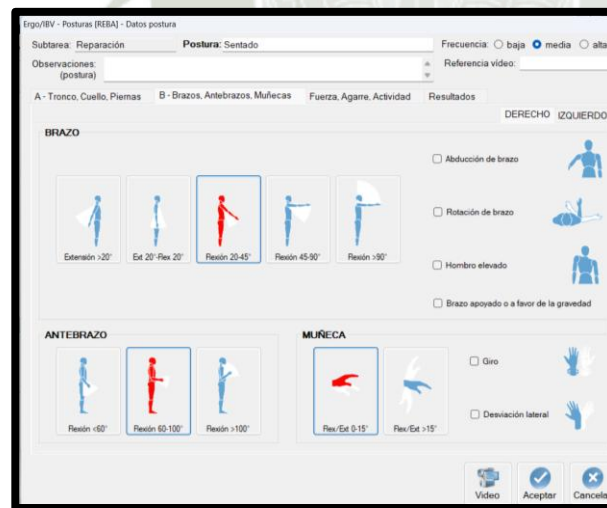 Ergo/IBV - Posturas [REBA] - Datos postura
Subtarea: Reparación Postura: Sentado Frecuencia: baja media alta
Observaciones: (postura) Referencia vídeo:
A - Tronco, Cuello, Piernas B - Brazos, Antebrazos, Muñecas Fuerza, Agarre, Actividad Resultados
DERECHO IZQUIERDO
BRAZO
Abducción de brazo
Rotación de brazo
Extensión >20° Ext 20°-Flex 20° Flexión 20-45° Flexión 45-90° Flexión >90°
Hombro elevado
Brazo apoyado o a favor de la gravedad
ANTEBRAZO MUÑECA
Giro
Desviación lateral
Flexión <60° Flexión 60-100° Flexión >100° Flex/Ext 0-15° Flex/Ext >15°
Video Aceptar Cancela